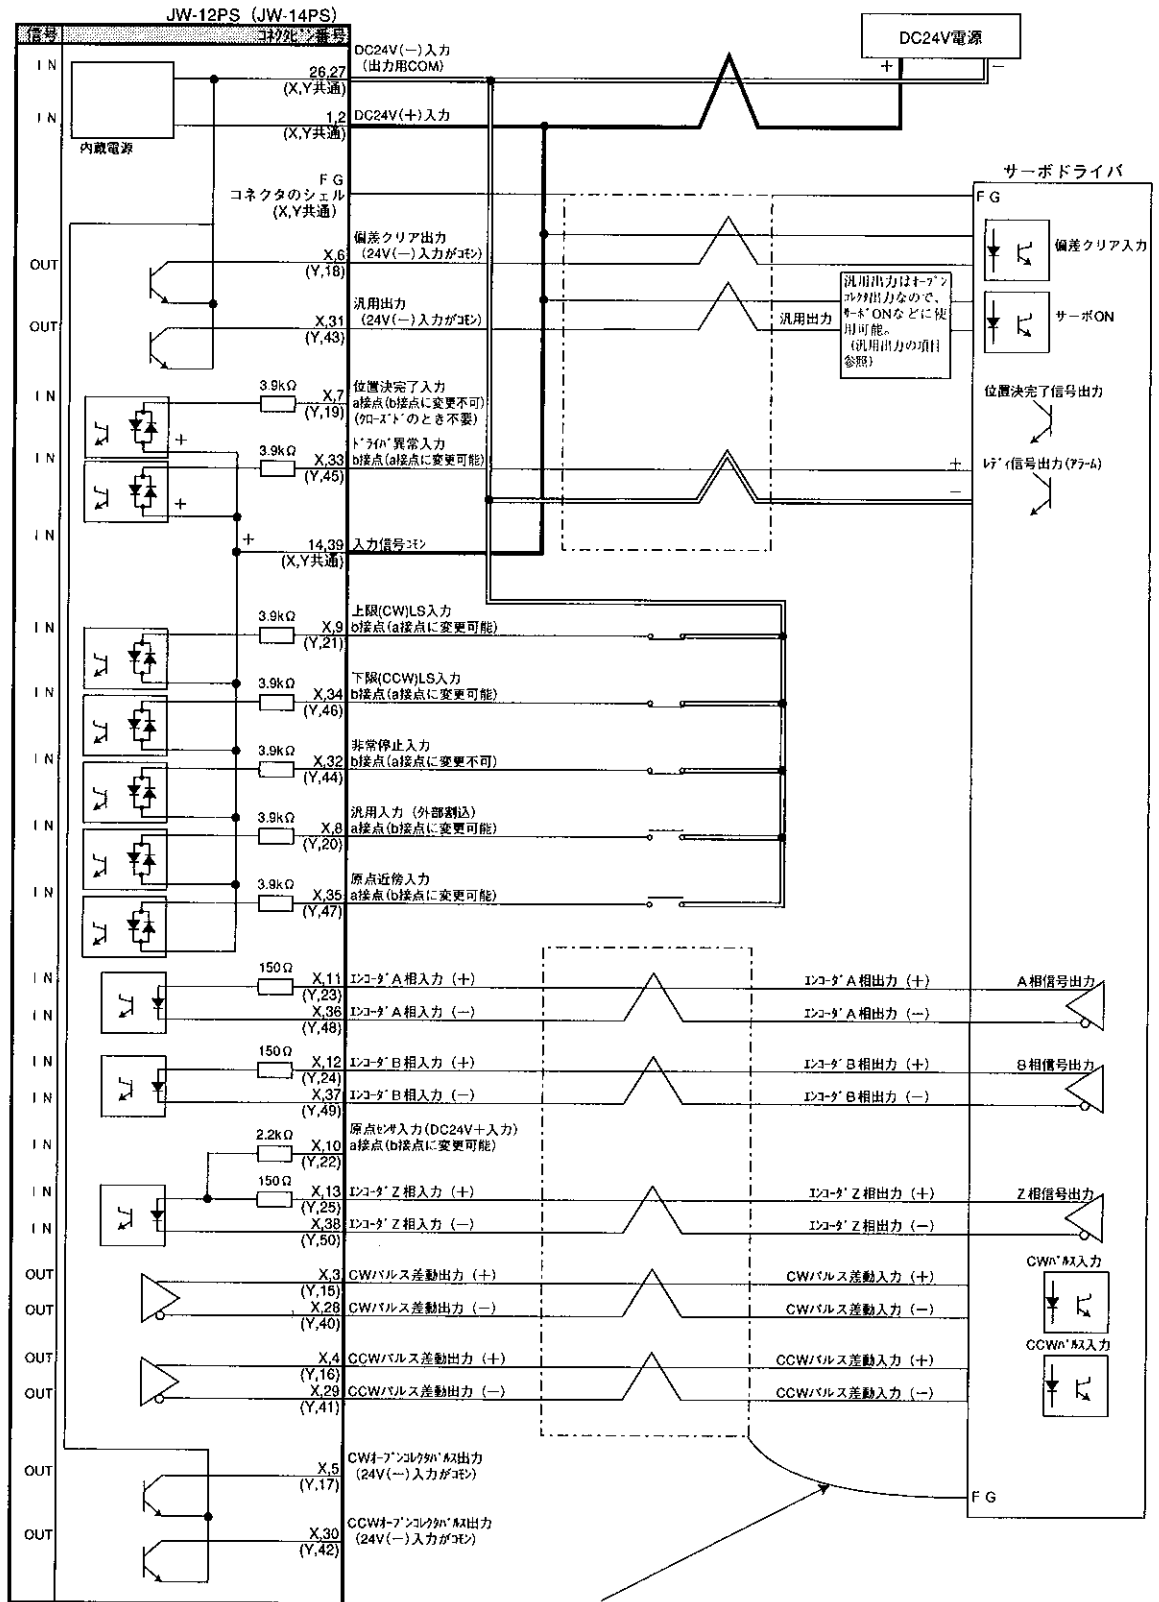 JW-12PS (JW-14PS)
信号 コネクタピン番号
DC24V電源
+ −
IN
26,27
(X,Y共通)
DC24V(−)入力
(出力用COM)
IN
1,2
(X,Y共通)
DC24V(+)入力
内蔵電源
サーボドライバ
FG
コネクタのシェル
(X,Y共通)
FG
OUT
X,6
(Y,18)
偏差クリア出力
(24V(−)入力がコモン)
偏差クリア入力
OUT
X,31
(Y,43)
汎用出力
(24V(−)入力がコモン)
汎用出力
汎用出力はオープン
コレクタ出力なので、
サーボONなどに使
用可能。
(汎用出力の項目
参照)
サーボON
IN
3.9kΩ
X,7
(Y,19)
位置決完了入力
a接点(b接点に変更不可)
(クローズドのとき不要)
位置決完了信号出力
+
IN
3.9kΩ
X,33
(Y,45)
ドライバ異常入力
b接点(a接点に変更可能)
+
−
レディ信号出力(アラーム)
+
IN
+
14,39
(X,Y共通)
入力信号コモン
IN
3.9kΩ
X,9
(Y,21)
上限(CW)LS入力
b接点(a接点に変更可能)
IN
3.9kΩ
X,34
(Y,46)
下限(CCW)LS入力
b接点(a接点に変更可能)
IN
3.9kΩ
X,32
(Y,44)
非常停止入力
b接点(a接点に変更不可)
IN
3.9kΩ
X,8
(Y,20)
汎用入力 (外部割込)
a接点(b接点に変更可能)
IN
3.9kΩ
X,35
(Y,47)
原点近傍入力
a接点(b接点に変更可能)
IN
150Ω
X,11
(Y,23)
エンコーダA相入力 (+)
エンコーダA相出力 (+)
A相信号出力
IN
X,36
(Y,48)
エンコーダA相入力 (−)
エンコーダA相出力 (−)
IN
150Ω
X,12
(Y,24)
エンコーダB相入力 (+)
エンコーダB相出力 (+)
B相信号出力
IN
X,37
(Y,49)
エンコーダB相入力 (−)
エンコーダB相出力 (−)
IN
2.2kΩ
X,10
(Y,22)
原点センサ入力(DC24V+入力)
a接点(b接点に変更可能)
IN
150Ω
X,13
(Y,25)
エンコーダZ相入力 (+)
エンコーダZ相出力 (+)
Z相信号出力
IN
X,38
(Y,50)
エンコーダZ相入力 (−)
エンコーダZ相出力 (−)
OUT
X,3
(Y,15)
CWパルス差動出力 (+)
CWパルス差動入力 (+)
CWパルス入力
OUT
X,28
(Y,40)
CWパルス差動出力 (−)
CWパルス差動入力 (−)
OUT
X,4
(Y,16)
CCWパルス差動出力 (+)
CCWパルス差動入力 (+)
CCWパルス入力
OUT
X,29
(Y,41)
CCWパルス差動出力 (−)
CCWパルス差動入力 (−)
OUT
X,5
(Y,17)
CWオープンコレクタパルス出力
(24V(−)入力がコモン)
FG
OUT
X,30
(Y,42)
CCWオープンコレクタパルス出力
(24V(−)入力がコモン)